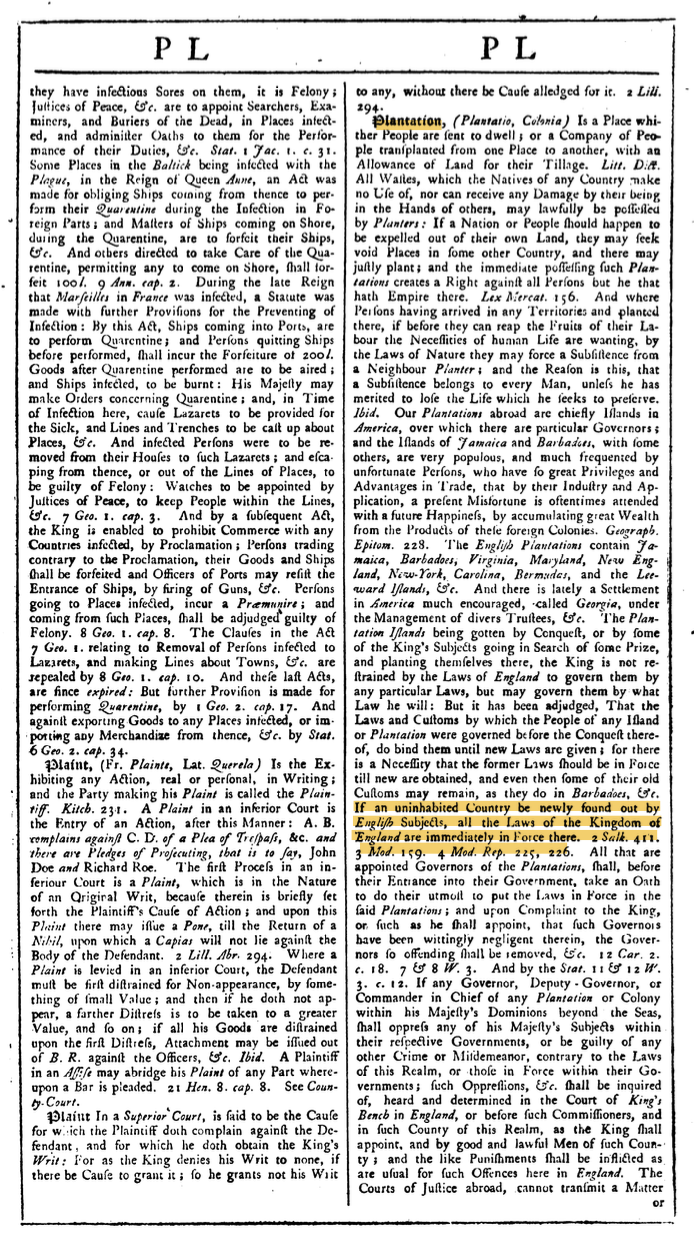 P L
they have infectious Sores on them, it is Felony;
Justices of Peace, &c. are to appoint Searchers, Exa-
miners, and Buriers of the Dead, in Places infect-
ed, and administer Oaths to them for the Perfor-
mance of their Duties, &c. Stat. 1 Jac. 1. c. 31.
Some Places in the Baltick being infected with the
Plague, in the Reign of Queen Anne, an Act was
made for obliging Ships coming from thence to per-
form their Quarentine during the Infection in Fo-
reign Parts; and Masters of Ships coming on Shore,
during the Quarentine, are to forfeit their Ships,
&c. And others directed to take Care of the Qua-
rentine, permitting any to come on Shore, shall for-
feit 100l. 9 Ann. cap. 2. During the late Reign
that Marseilles in France was infected, a Statute was
made with further Provisions for the Preventing of
Infection: By this Act, Ships coming into Ports, are
to perform Quarentine; and Persons quitting Ships
before performed, shall incur the Forfeiture of 200l.
Goods after Quarentine performed are to be aired;
and Ships infected, to be burnt: His Majesty may
make Orders concerning Quarentine; and, in Time
of Infection here, cause Lazarets to be provided for
the Sick, and Lines and Trenches to be cast up about
Places, &c. And infected Persons were to be re-
moved from their Houses to such Lazarets; and esca-
ping from thence, or out of the Lines of Places, to
be guilty of Felony: Watches to be appointed by
Justices of Peace, to keep People within the Lines,
&c. 7 Geo. 1. cap. 3. And by a subsequent Act,
the King is enabled to prohibit Commerce with any
Countries infected, by Proclamation; Persons trading
contrary to the Proclamation, their Goods and Ships
shall be forfeited and Officers of Ports may resist the
Entrance of Ships, by firing of Guns, &c. Persons
going to Places infected, incur a Præmunire; and
coming from such Places, shall be adjudged guilty of
Felony. 8 Geo. 1. cap. 8. The Clauses in the Act
7 Geo. 1. relating to Removal of Persons infected to
Lazarets, and making Lines about Towns, &c. are
repealed by 8 Geo. 1. cap. 10. And these last Acts,
are since expired: But further Provision is made for
performing Quarentine, by 1 Geo. 2. cap. 17. And
against exporting Goods to any Places infected, or im-
porting any Merchandize from thence, &c. by Stat.
6 Geo. 2. cap. 34.
Plaint, (Fr. Plainte, Lat. Querela) Is the Ex-
hibiting any Action, real or personal, in Writing;
and the Party making his Plaint is called the Plain-
tiff. Kitch. 231. A Plaint in an inferior Court is
the Entry of an Action, after this Manner: A. B.
complains against C. D. of a Plea of Trespass, &c. and
there are Pledges of Prosecuting, that is to say, John
Doe and Richard Roe. The first Process in an in-
feriour Court is a Plaint, which is in the Nature
of an Original Writ, because therein is briefly set
forth the Plaintiff's Cause of Action; and upon this
Plaint there may issue a Pone, till the Return of a
Nihil, upon which a Capias will not lie against the
Body of the Defendant. 2 Lill. Abr. 294. Where a
Plaint is levied in an inferior Court, the Defendant
must be first distrained for Non-appearance, by some-
thing of small Value; and then if he doth not ap-
pear, a farther Distress is to be taken to a greater
Value, and so on; if all his Goods are distrained
upon the first Distress, Attachment may be issued out
of B. R. against the Officers, &c. Ibid. A Plaintiff
in an Assise may abridge his Plaint of any Part where-
upon a Bar is pleaded. 21 Hen. 8. cap. 8. See Coun-
ty-Court.
Plaint In a Superior Court, is said to be the Cause
for which the Plaintiff doth complain against the De-
fendant, and for which he doth obtain the King's
Writ: For as the King denies his Writ to none, if
there be Cause to grant it; so he grants not his Writ
P L
to any, without there be Cause alledged for it. 2 Lill.
294.
Plantation, (Plantatio, Colonia) Is a Place whi-
ther People are sent to dwell; or a Company of Peo-
ple transplanted from one Place to another, with an
Allowance of Land for their Tillage. Litt. Dict.
All Wastes, which the Natives of any Country make
no Use of, nor can receive any Damage by their being
in the Hands of others, may lawfully be possessed
by Planters: If a Nation or People should happen to
be expelled out of their own Land, they may seek
void Places in some other Country, and there may
justly plant; and the immediate possessing such Plan-
tations creates a Right against all Persons but he that
hath Empire there. Lex Mercat. 156. And where
Persons having arrived in any Territories and planted
there, if before they can reap the Fruits of their La-
bour the Necessities of human Life are wanting, by
the Laws of Nature they may force a Subsistence from
a Neighbour Planter; and the Reason is this, that
a Subsistence belongs to every Man, unless he has
merited to lose the Life which he seeks to preserve.
Ibid. Our Plantations abroad are chiefly Islands in
America, over which there are particular Governors;
and the Islands of Jamaica and Barbadoes, with some
others, are very populous, and much frequented by
unfortunate Persons, who have so great Privileges and
Advantages in Trade, that by their Industry and Ap-
plication, a present Misfortune is oftentimes attended
with a future Happiness, by accumulating great Wealth
from the Products of these foreign Colonies. Geograph.
Epitom. 228. The English Plantations contain Ja-
maica, Barbadoes, Virginia, Maryland, New Eng-
land, New-York, Carolina, Bermudas, and the Lee-
ward Islands, &c. And there is lately a Settlement
in America much encouraged, called Georgia, under
the Management of divers Trustees, &c. The Plan-
tation Islands being gotten by Conquest, or by some
of the King's Subjects going in Search of some Prize,
and planting themselves there, the King is not re-
strained by the Laws of England to govern them by
any particular Laws, but may govern them by what
Law he will: But it has been adjudged, That the
Laws and Customs by which the People of any Island
or Plantation were governed before the Conquest there-
of, do bind them until new Laws are given; for there
is a Necessity that the former Laws should be in Force
till new are obtained, and even then some of their old
Customs may remain, as they do in Barbadoes, &c.
If an uninhabited Country be newly found out by
English Subjects, all the Laws of the Kingdom of
England are immediately in Force there. 2 Salk. 411.
3 Mod. 159. 4 Mod. Rep. 225, 226. All that are
appointed Governors of the Plantations, shall, before
their Entrance into their Government, take an Oath
to do their utmost to put the Laws in Force in the
said Plantations; and upon Complaint to the King,
or such as he shall appoint, that such Governors
have been wittingly negligent therein, the Gover-
nors so offending shall be removed, &c. 12 Car. 2.
c. 18. 7 & 8 W. 3. And by the Stat. 11 & 12 W.
3. c. 12. If any Governor, Deputy-Governor, or
Commander in Chief of any Plantation or Colony
within his Majesty's Dominions beyond the Seas,
shall oppress any of his Majesty's Subjects within
their respective Governments, or be guilty of any
other Crime or Misdemeanor, contrary to the Laws
of this Realm, or those in Force within their Go-
vernments; such Oppressions, &c. shall be inquired
of, heard and determined in the Court of King's
Bench in England, or before such Commissioners, and
in such County of this Realm, as the King shall
appoint, and by good and lawful Men of such Coun-
ty; and the like Punishments shall be inflicted as
are usual for such Offences here in England. The
Courts of Justice abroad, cannot transmit a Matter
or